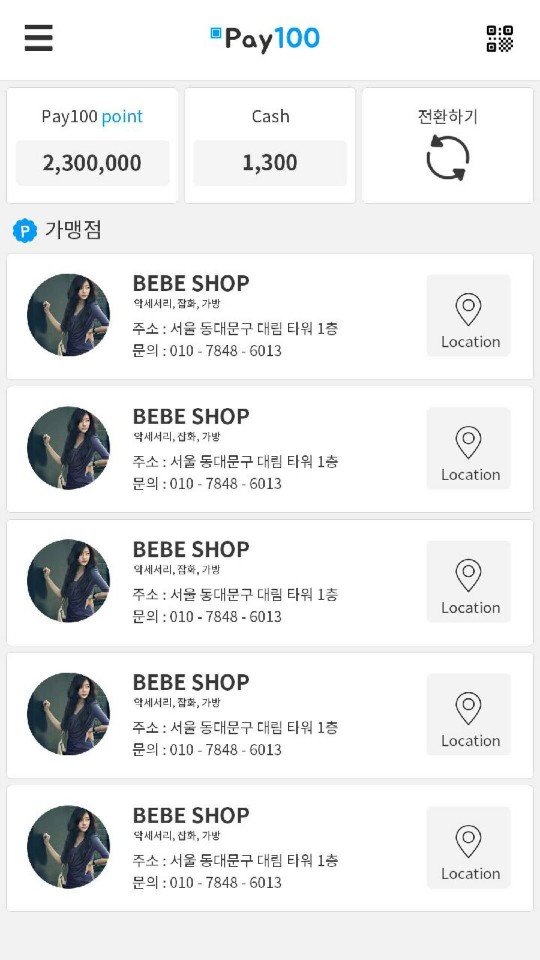 Pay100
Pay100 point
Cash
전환하기
2,300,000
1,300
P 가맹점
BEBE SHOP
악세서리, 잡화, 가방
주소 : 서울 동대문구 대림 타워 1층
문의 : 010 - 7848 - 6013
Location
BEBE SHOP
악세서리, 잡화, 가방
주소 : 서울 동대문구 대림 타워 1층
문의 : 010 - 7848 - 6013
Location
BEBE SHOP
악세서리, 잡화, 가방
주소 : 서울 동대문구 대림 타워 1층
문의 : 010 - 7848 - 6013
Location
BEBE SHOP
악세서리, 잡화, 가방
주소 : 서울 동대문구 대림 타워 1층
문의 : 010 - 7848 - 6013
Location
BEBE SHOP
악세서리, 잡화, 가방
주소 : 서울 동대문구 대림 타워 1층
문의 : 010 - 7848 - 6013
Location